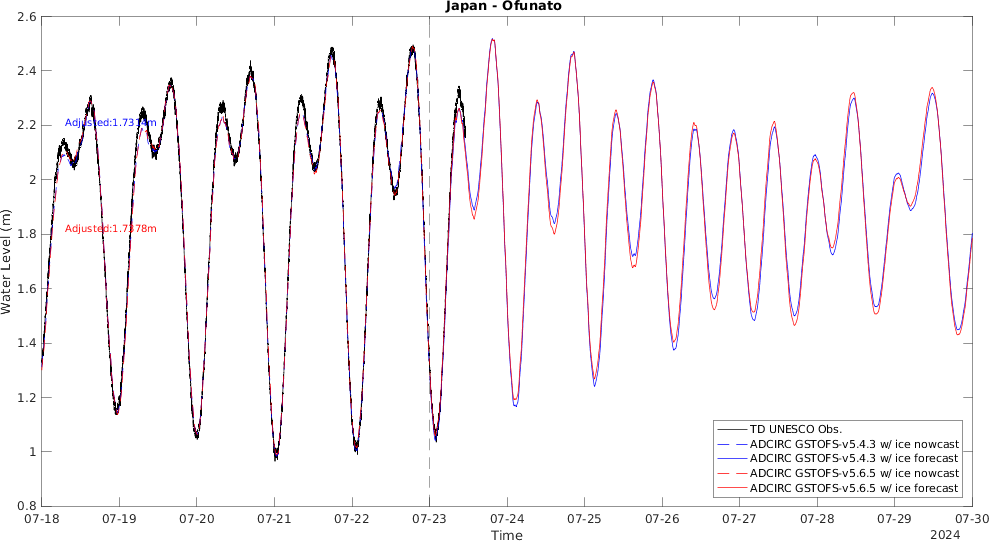 Japan - Ofunato
2.6
2.4
2.2
2
1.8
1.6
1.4
1.2
1
0.8
Water Level (m)
Adjusted:1.7314m
Adjusted:1.7378m
TD UNESCO Obs.
ADCIRC GSTOFS-v5.4.3 w/ ice nowcast
ADCIRC GSTOFS-v5.4.3 w/ ice forecast
ADCIRC GSTOFS-v5.6.5 w/ ice nowcast
ADCIRC GSTOFS-v5.6.5 w/ ice forecast
07-18 07-19 07-20 07-21 07-22 07-23 07-24 07-25 07-26 07-27 07-28 07-29 07-30
Time
2024